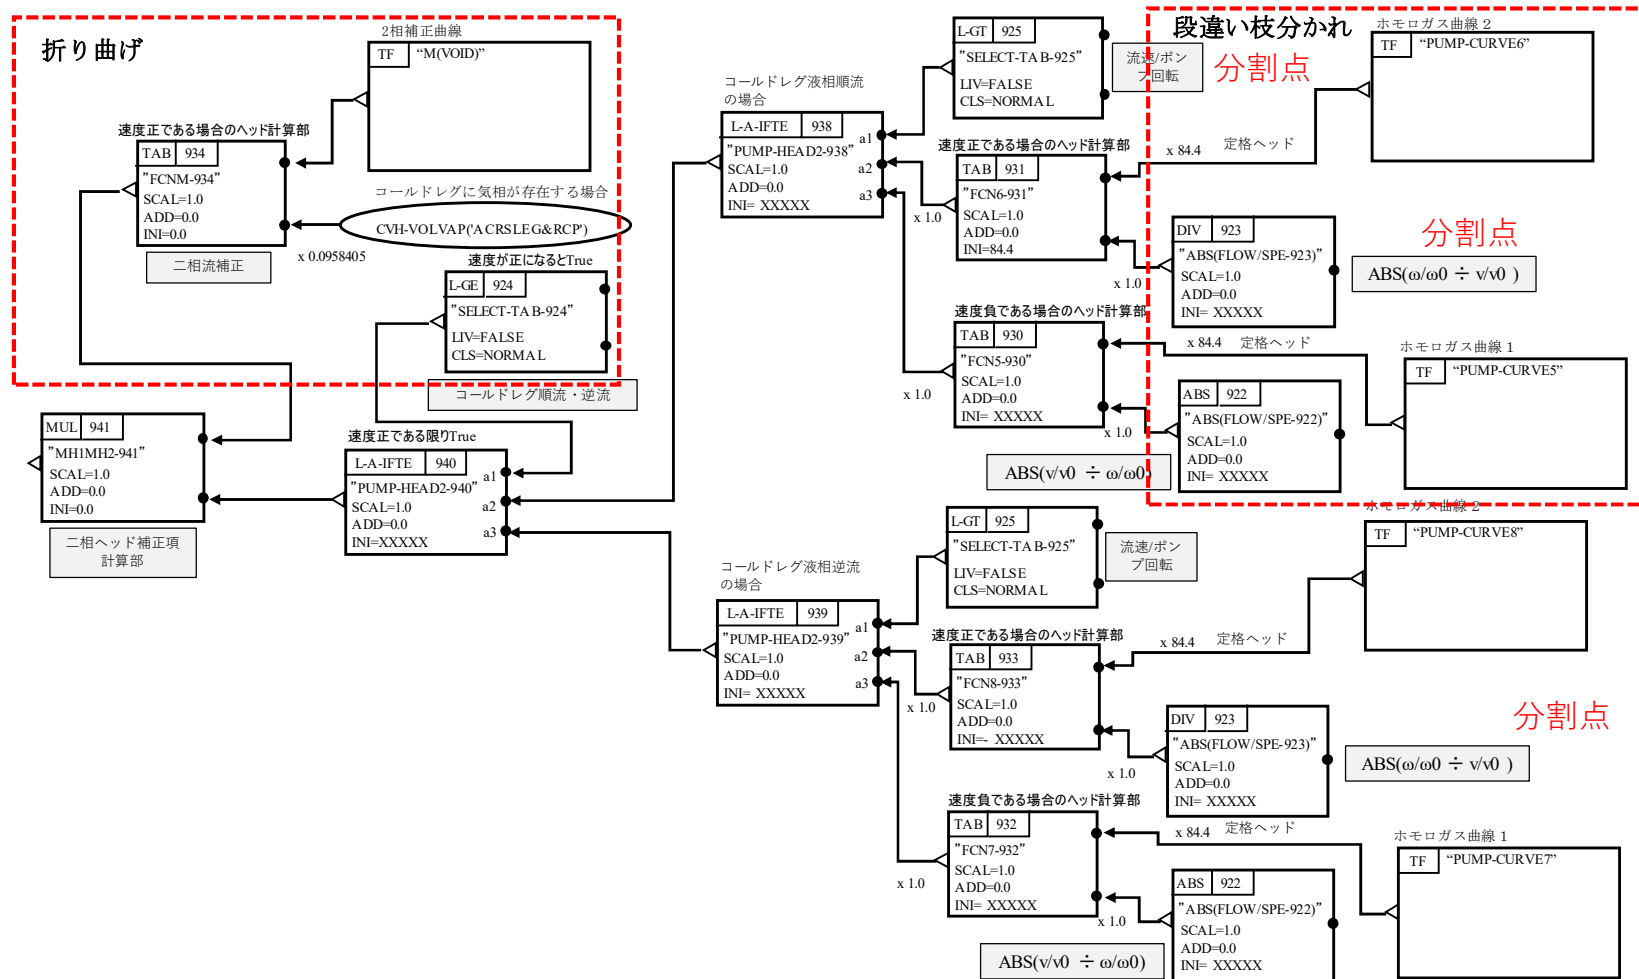 折り曲げ
2相補正曲線
TF "M(VOID)"
速度正である場合のヘッド計算部
TAB 934
"FCNM-934"
SCAL=1.0
ADD=0.0
INI=0.0
二相流補正
コールドレグに気相が存在する場合
CVH-VOLVAP('ACRSLEG&RCP')
x 0.0958405
速度が正になるとTrue
L-GE 924
"SELECT-TAB-924"
LIV=FALSE
CLS=NORMAL
コールドレグ順流・逆流
MUL 941
"MH1MH2-941"
SCAL=1.0
ADD=0.0
INI=0.0
二相ヘッド補正項
計算部
速度正である限りTrue
L-A-IFTE 940
"PUMP-HEAD2-940"
SCAL=1.0
ADD=0.0
INI=XXXXX
a1
a2
a3
コールドレグ液相順流
の場合
L-A-IFTE 938
"PUMP-HEAD2-938"
SCAL=1.0
ADD=0.0
INI= XXXXX
a1
a2
a3
x 1.0
x 1.0
L-GT 925
"SELECT-TAB-925"
LIV=FALSE
CLS=NORMAL
流速/ポン
プ回転
段違い枝分かれ
分割点
速度正である場合のヘッド計算部
TAB 931
"FCN6-931"
SCAL=1.0
ADD=0.0
INI=84.4
x 84.4 定格ヘッド
x 1.0
ホモロガス曲線 2
TF "PUMP-CURVE6"
DIV 923
"ABS(FLOW/SPE-923)"
SCAL=1.0
ADD=0.0
INI= XXXXX
分割点
ABS(ω/ω0 ÷ v/v0 )
速度負である場合のヘッド計算部
TAB 930
"FCN5-930"
SCAL=1.0
ADD=0.0
INI= XXXXX
x 84.4 定格ヘッド
x 1.0
ホモロガス曲線 1
TF "PUMP-CURVE5"
ABS 922
"ABS(FLOW/SPE-922)"
SCAL=1.0
ADD=0.0
INI= XXXXX
ABS(v/v0 ÷ ω/ω0)
コールドレグ液相逆流
の場合
L-A-IFTE 939
"PUMP-HEAD2-939"
SCAL=1.0
ADD=0.0
INI= XXXXX
a1
a2
a3
x 1.0
x 1.0
L-GT 925
"SELECT-TAB-925"
LIV=FALSE
CLS=NORMAL
流速/ポン
プ回転
速度正である場合のヘッド計算部
TAB 933
"FCN8-933"
SCAL=1.0
ADD=0.0
INI=- XXXXX
x 84.4 定格ヘッド
x 1.0
ホモロガス曲線 2
TF "PUMP-CURVE8"
DIV 923
"ABS(FLOW/SPE-923)"
SCAL=1.0
ADD=0.0
INI= XXXXX
分割点
ABS(ω/ω0 ÷ v/v0 )
速度負である場合のヘッド計算部
TAB 932
"FCN7-932"
SCAL=1.0
ADD=0.0
INI= XXXXX
x 84.4 定格ヘッド
x 1.0
ホモロガス曲線 1
TF "PUMP-CURVE7"
ABS 922
"ABS(FLOW/SPE-922)"
SCAL=1.0
ADD=0.0
INI= XXXXX
ABS(v/v0 ÷ ω/ω0)